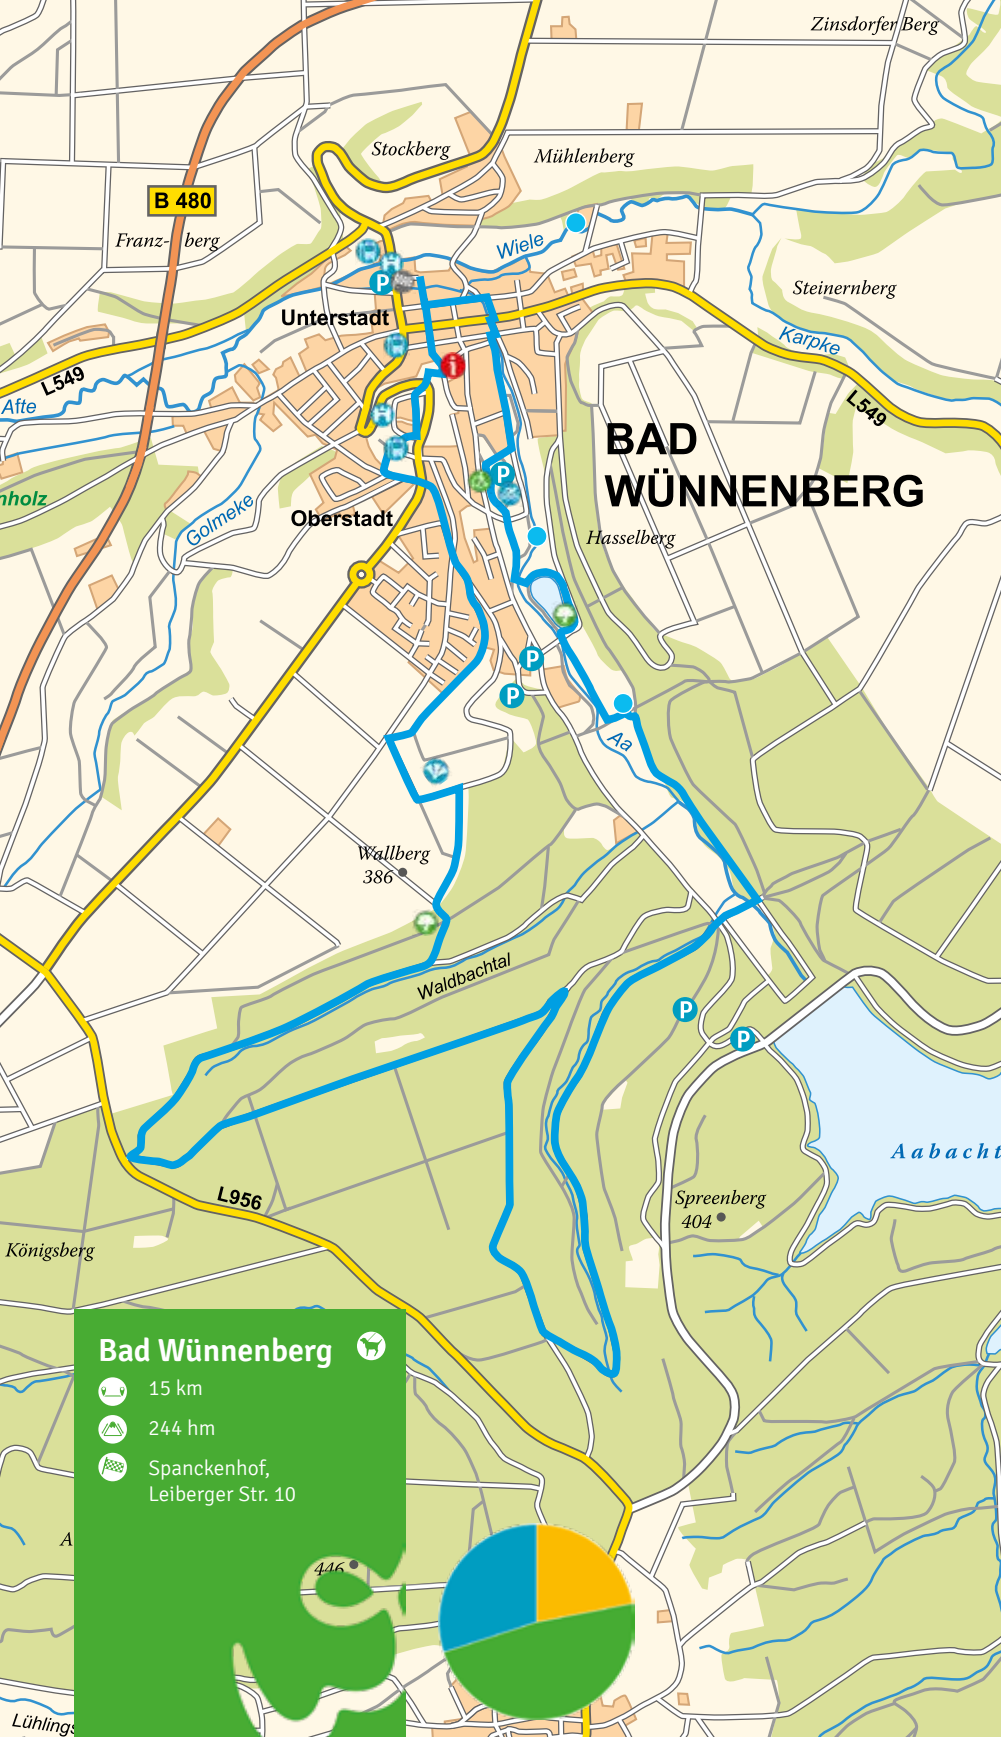 Zinsdorfer Berg
Stockberg
Mühlenberg
B 480
Franz-
berg
Wiele
P
Steinernberg
Unterstadt
Karpke
L549
Afte
L549
BAD
WÜNNENBERG
P
nholz
Golmeke
Oberstadt
Hasselberg
P
P
Aa
Wallberg
386
Waldbachtal
P
P
Aabacht
L956
Spreenberg
404
Königsberg
Bad Wünnenberg
15 km
244 hm
Spanckenhof,
Leiberger Str. 10
A
446
Lühlings